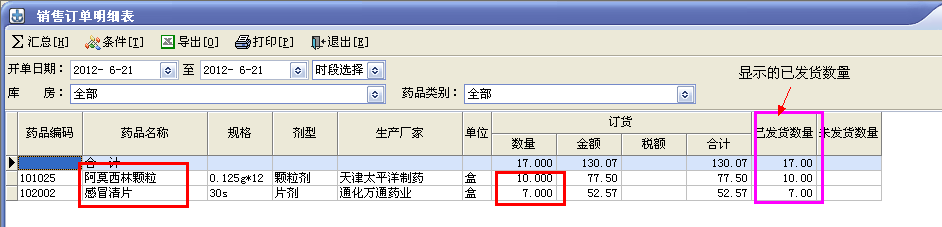 销售订单明细表
∑ 汇总[H] 条件[T] 导出[O] 打印[P] 退出[E]
开单日期： 2012- 6-21 至 2012- 6-21 时段选择
显示的已发货数量
库 房： 全部 药品类别： 全部
药品编码 药品名称 规格 剂型 生产厂家 单位 订货 已发货数量 未发货数量
数量 金额 税额 合计
合 计 17.000 130.07 130.07 17.00
101025 阿莫西林颗粒 0.125g*12 颗粒剂 天津太平洋制药 盒 10.000 77.50 77.50 10.00
102002 感冒清片 30s 片剂 通化万通药业 盒 7.000 52.57 52.57 7.00